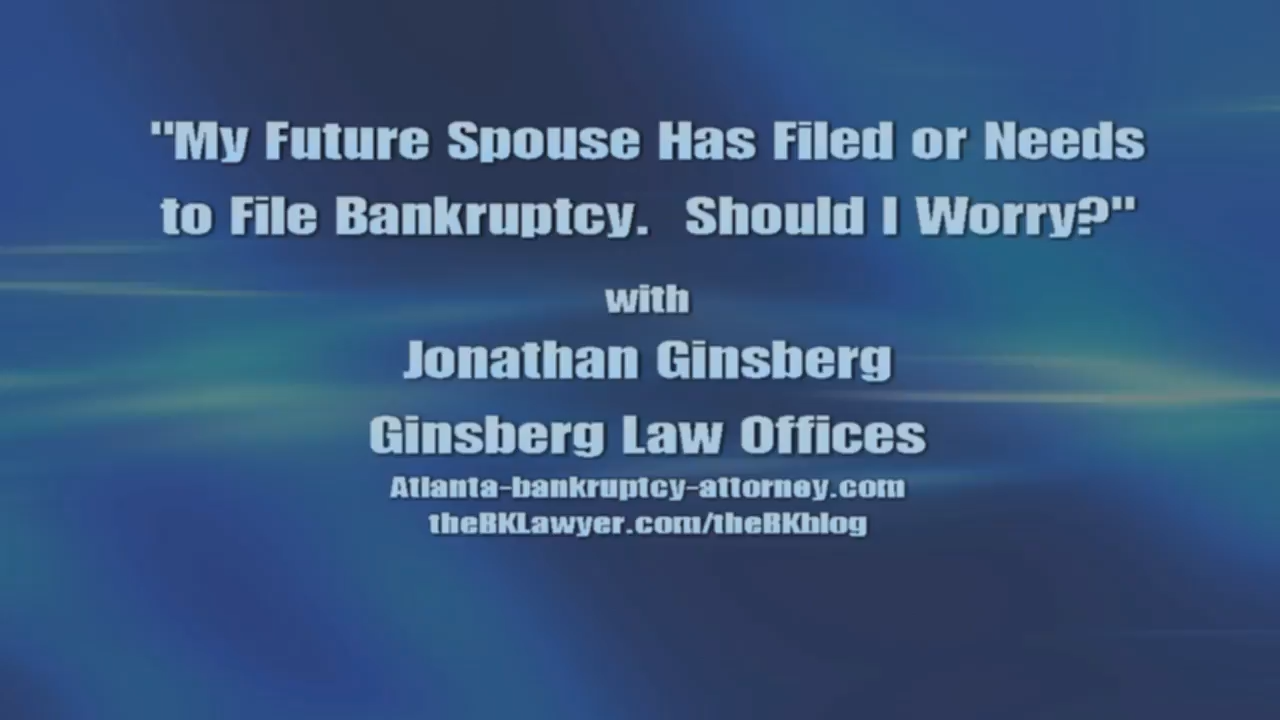 "My Future Spouse Has Filed or Needs
to File Bankruptcy.  Should I Worry?"
with
Jonathan Ginsberg
Ginsberg Law Offices
Atlanta-bankruptcy-attorney.com
theBKLawyer.com/theBKblog